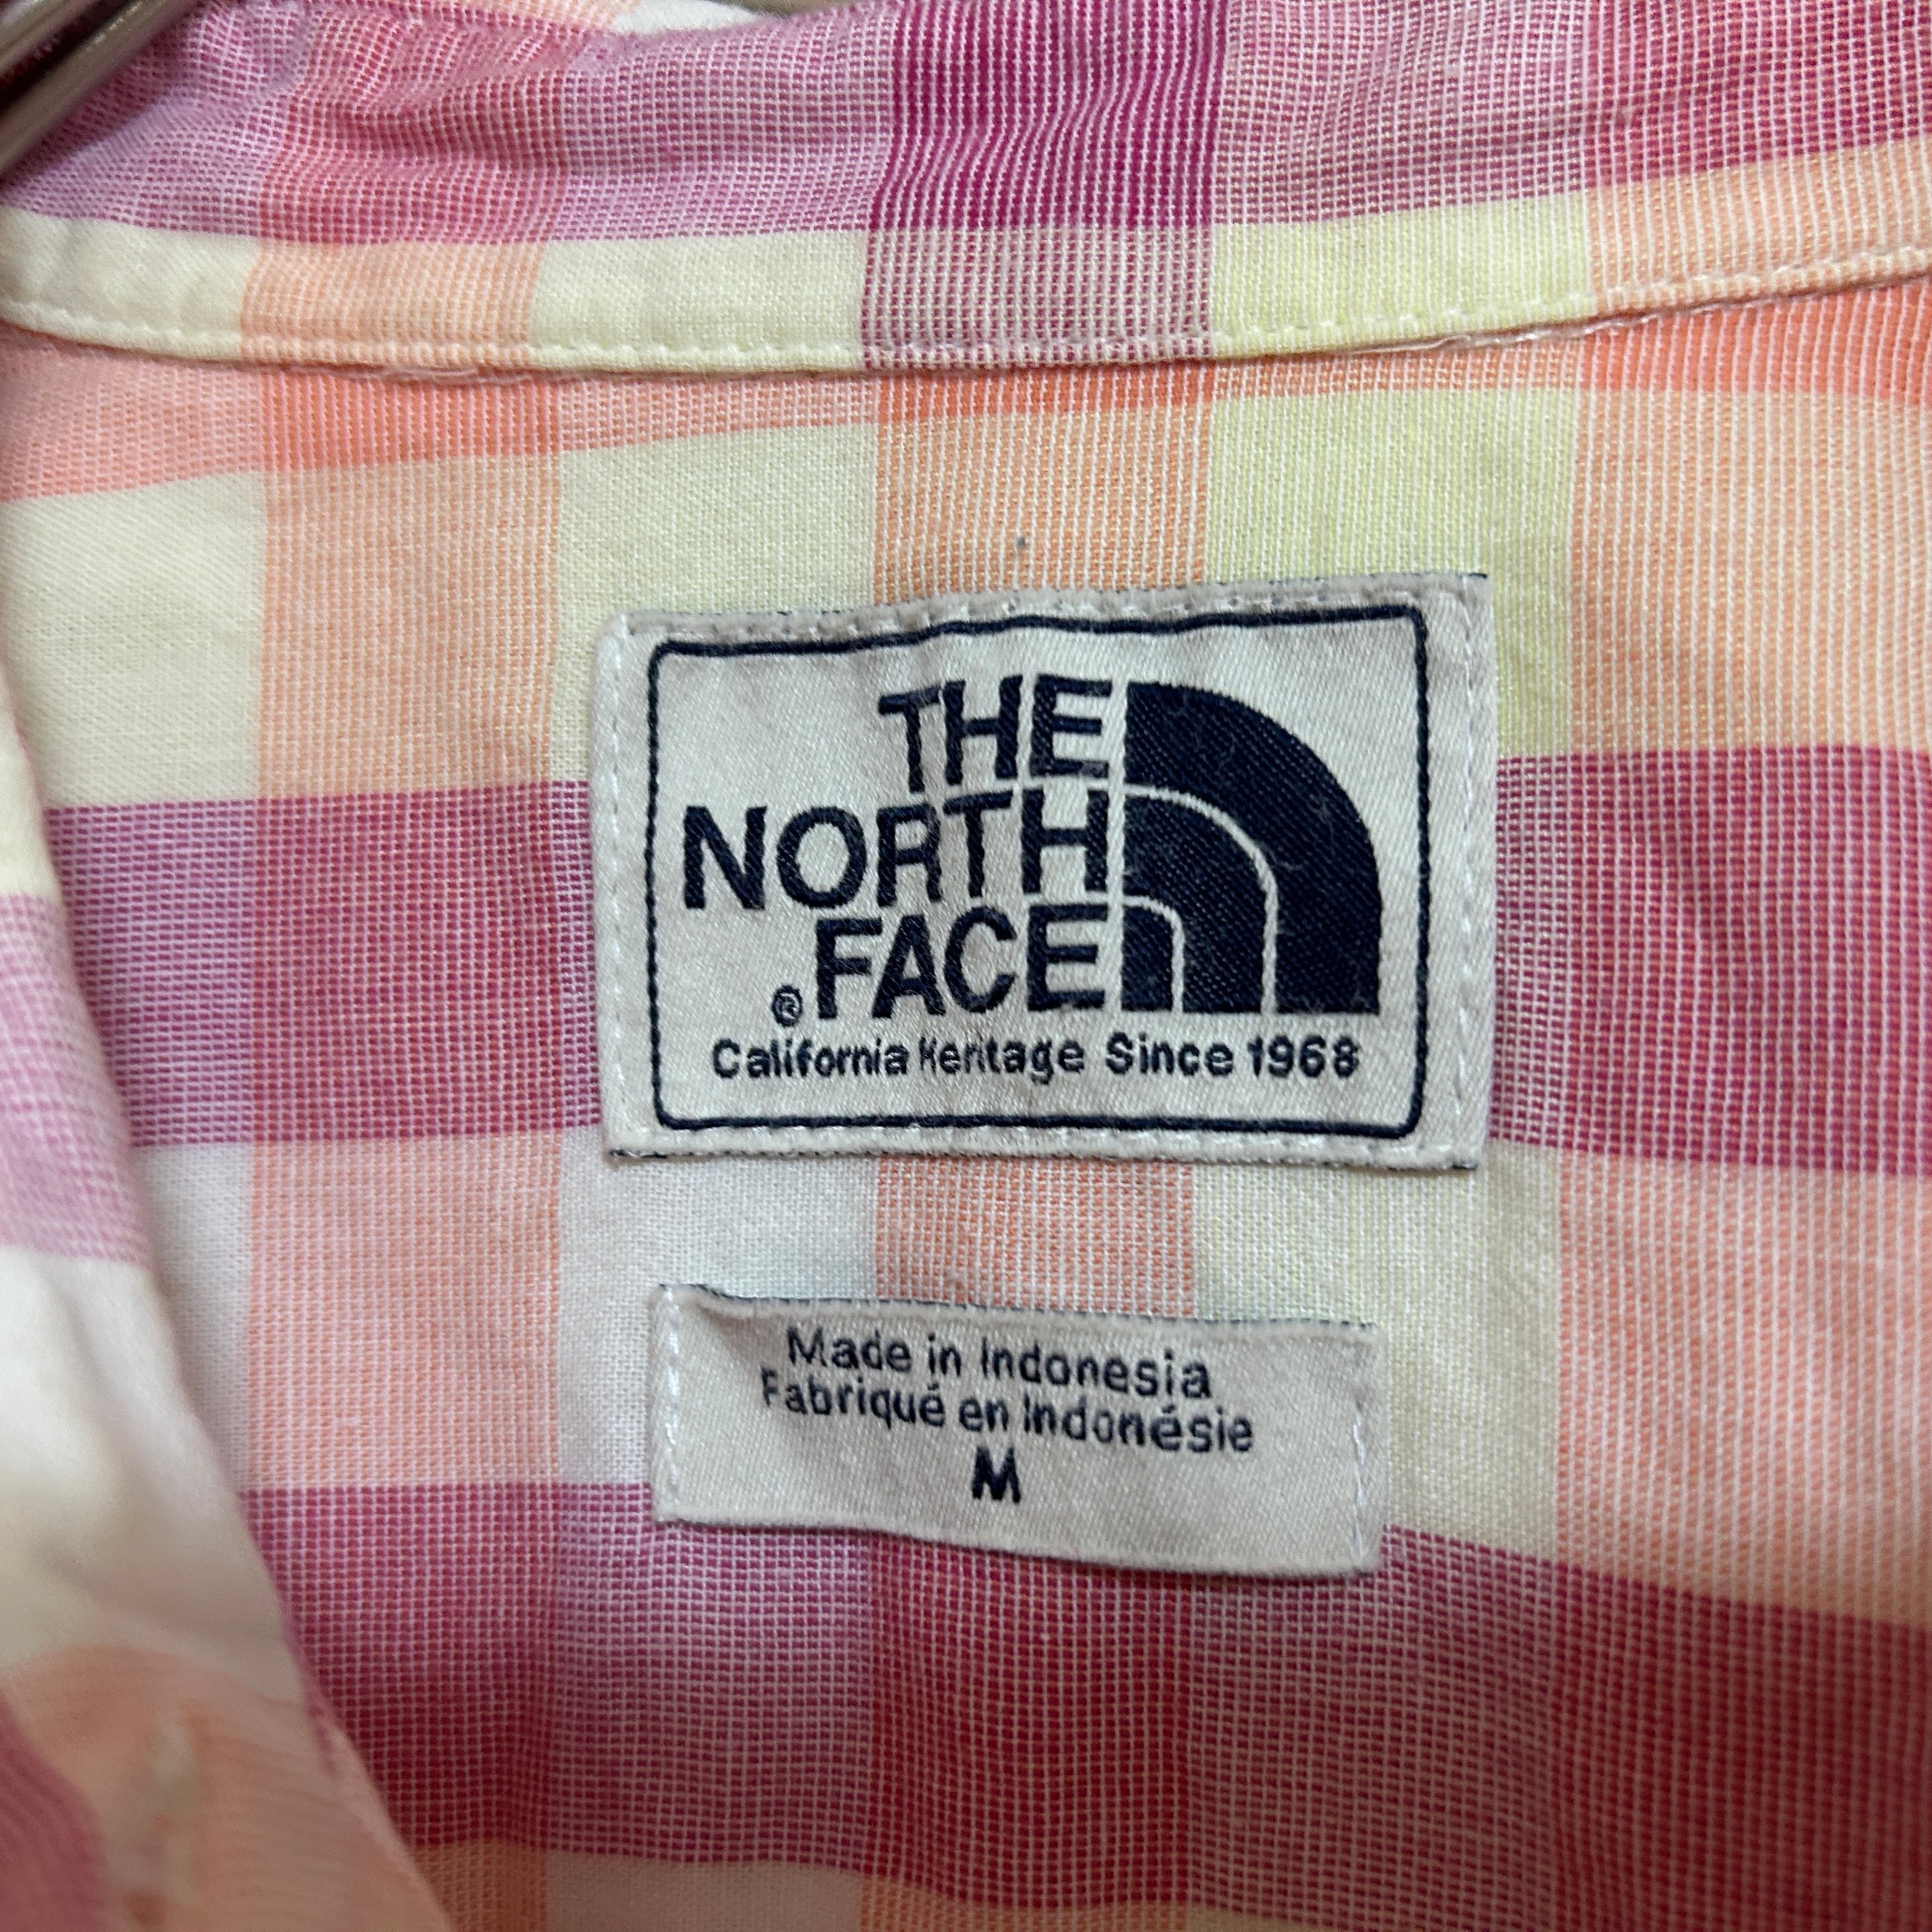 THE
NORTH
® FACE
California Heritage Since 1968
Made in Indonesia
Fabriqué en Indonésie
M